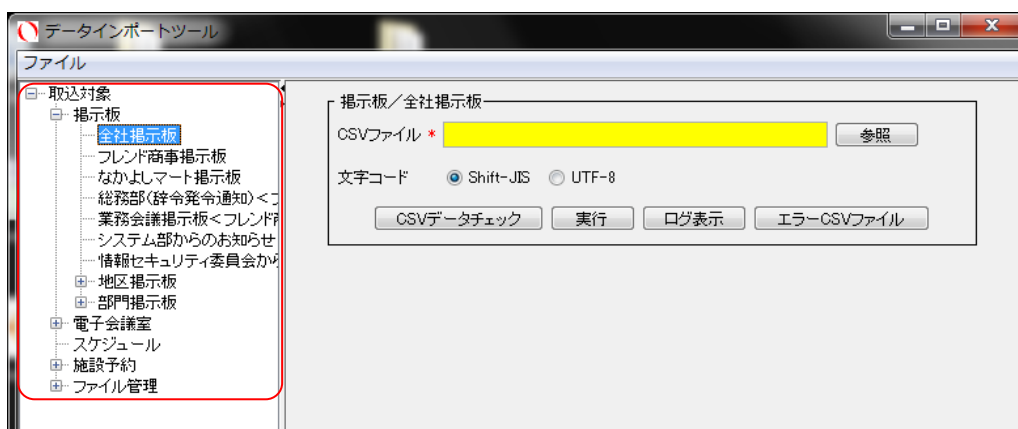 データインポートツール
ファイル
取込対象
掲示板
全社掲示板
フレンド商事掲示板
なかよしマート掲示板
総務部(辞令発令通知)<フ
業務会議掲示板<フレンド商
システム部からのお知らせ
情報セキュリティ委員会から
地区掲示板
部門掲示板
電子会議室
スケジュール
施設予約
ファイル管理
掲示板／全社掲示板
CSVファイル * 参照
文字コード Shift-JIS UTF-8
CSVデータチェック 実行 ログ表示 エラーCSVファイル